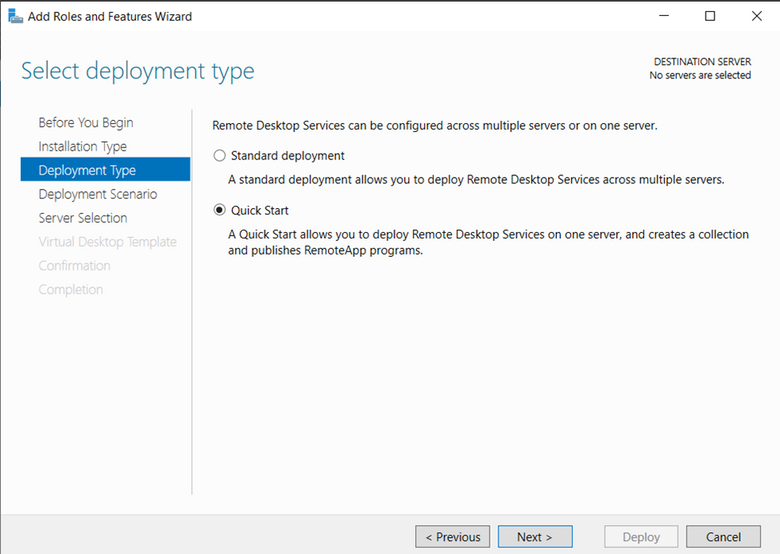 Add Roles and Features Wizard
Select deployment type
DESTINATION SERVER
No servers are selected
Before You Begin
Installation Type
Deployment Type
Deployment Scenario
Server Selection
Virtual Desktop Template
Confirmation
Completion
Remote Desktop Services can be configured across multiple servers or on one server.
Standard deployment
A standard deployment allows you to deploy Remote Desktop Services across multiple servers.
Quick Start
A Quick Start allows you to deploy Remote Desktop Services on one server, and creates a collection
and publishes RemoteApp programs.
< Previous
Next >
Deploy
Cancel